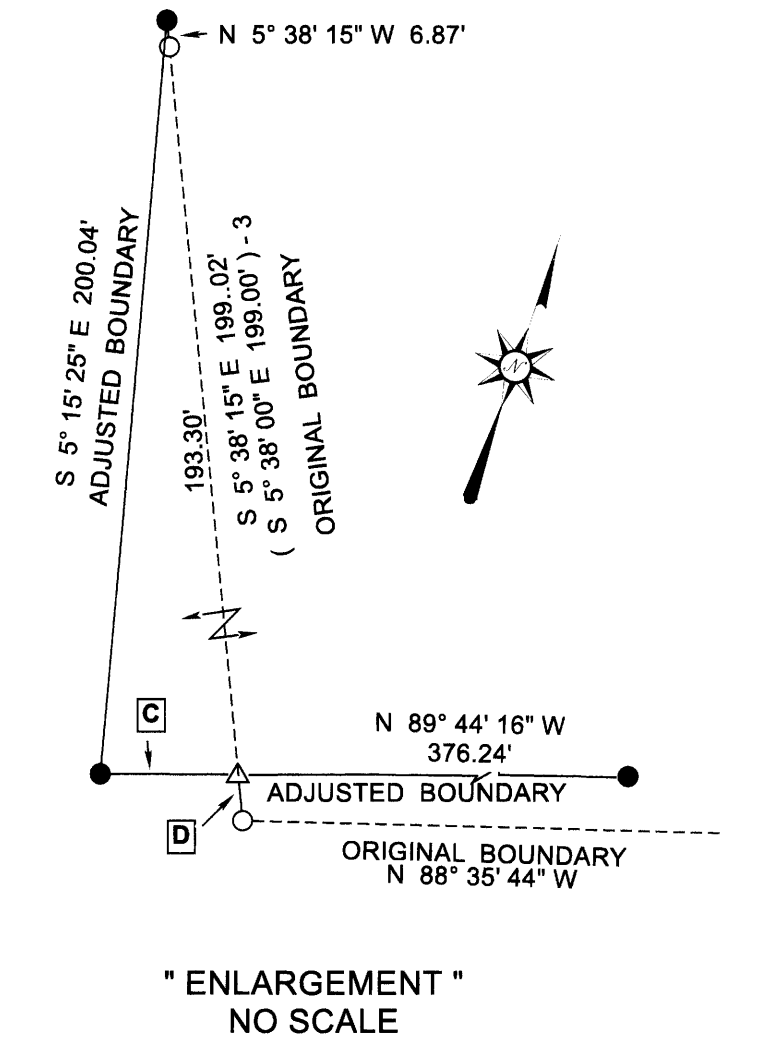 N 5° 38' 15" W 6.87'
S 5° 15' 25" E 200.04'
ADJUSTED BOUNDARY
193.30'
S 5° 38' 15" E 199..02'
( S 5° 38' 00" E 199.00' ) - 3
ORIGINAL BOUNDARY
N
C
N 89° 44' 16" W
376.24'
ADJUSTED BOUNDARY
D
ORIGINAL BOUNDARY
N 88° 35' 44" W
" ENLARGEMENT "
NO SCALE